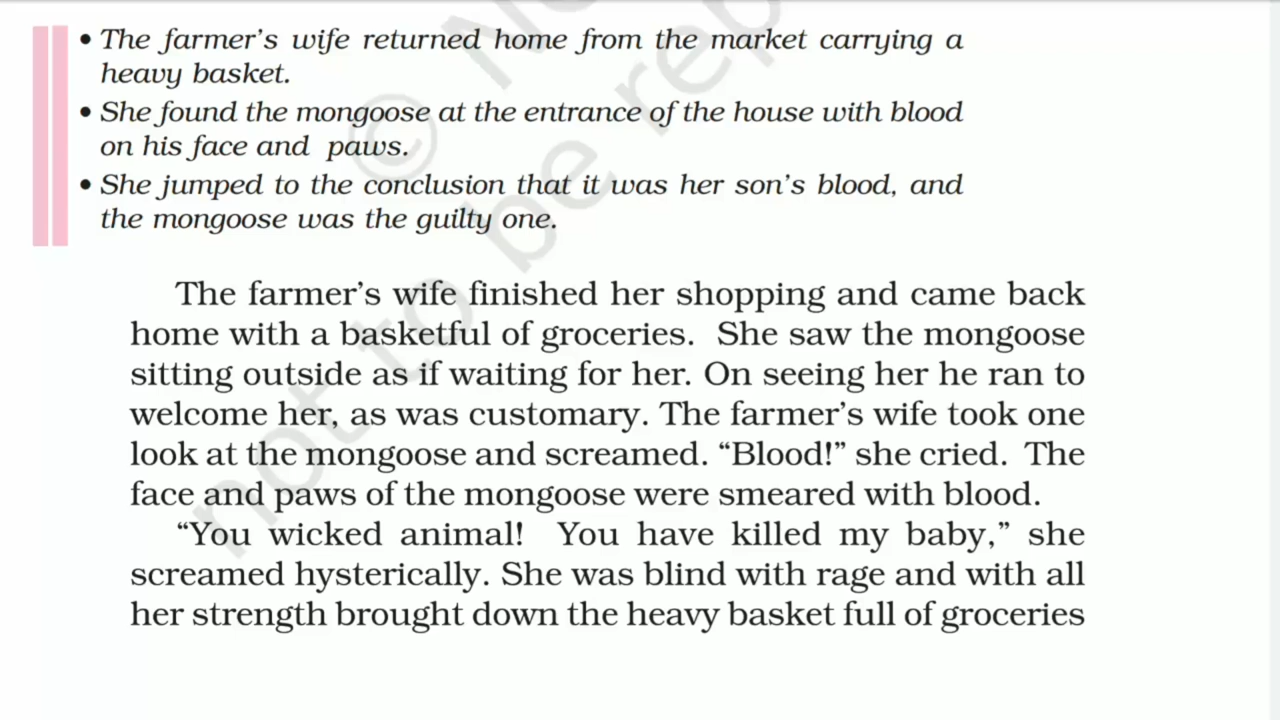 • The farmer's wife returned home from the market carrying a
heavy basket.
• She found the mongoose at the entrance of the house with blood
on his face and paws.
• She jumped to the conclusion that it was her son's blood, and
the mongoose was the guilty one.
The farmer's wife finished her shopping and came back
home with a basketful of groceries. She saw the mongoose
sitting outside as if waiting for her. On seeing her he ran to
welcome her, as was customary. The farmer's wife took one
look at the mongoose and screamed. “Blood!” she cried. The
face and paws of the mongoose were smeared with blood.
“You wicked animal! You have killed my baby,” she
screamed hysterically. She was blind with rage and with all
her strength brought down the heavy basket full of groceries
©
not to be rep